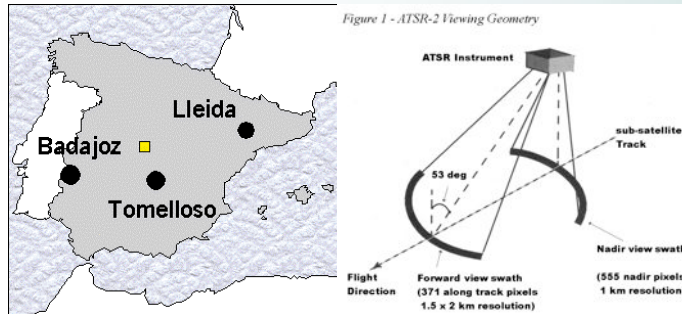 Lleida
Badajoz
Tomelloso
Figure 1 - ATSR-2 Viewing Geometry
ATSR Instrument
sub-satellite
Track
53 deg
Nadir view swath
(555 nadir pixels
1 km resolution)
Flight
Direction
Forward view swath
(371 along track pixels
1.5 x 2 km resolution)